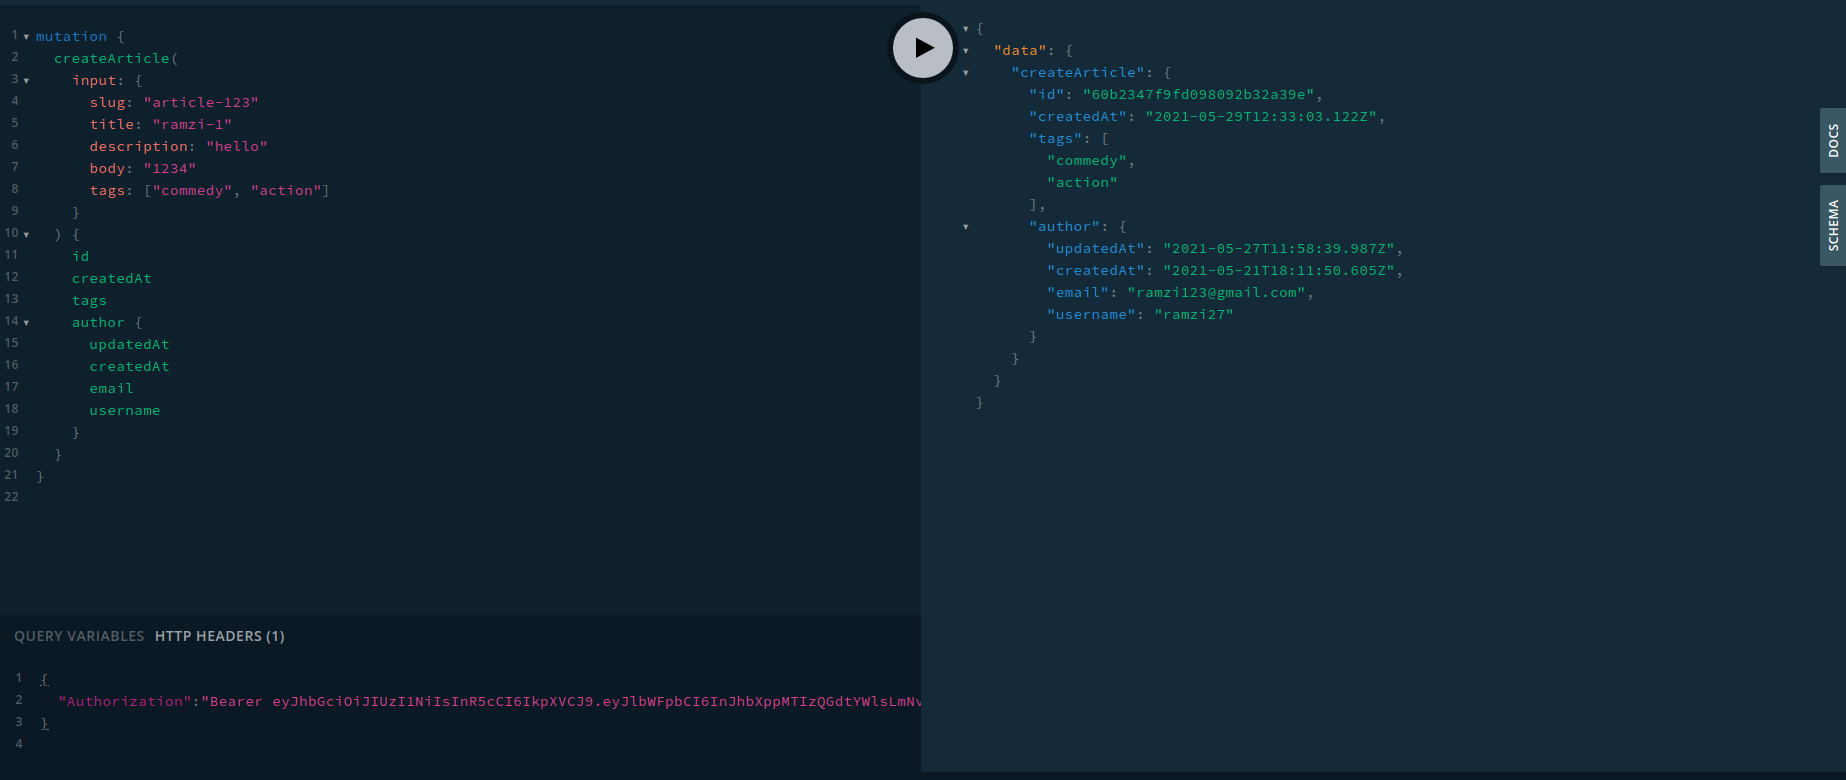 1 mutation {
2 createArticle(
3 input: {
4 slug: "article-123"
5 title: "ramzi-1"
6 description: "hello"
7 body: "1234"
8 tags: ["commedy", "action"]
9 }
10 ) {
11 id
12 createdAt
13 tags
14 author {
15 updatedAt
16 createdAt
17 email
18 username
19 }
20 }
21 }
22
QUERY VARIABLES HTTP HEADERS (1)
1 {
2 "Authorization":"Bearer eyJhbGciOiJIUzI1NiIsInR5cCI6IkpXVCJ9.eyJlbWFpbCI6InJhbXppMTIzQGdtYWlsLmNv
3 }
4
{
"data": {
"createArticle": {
"id": "60b2347f9fd098092b32a39e",
"createdAt": "2021-05-29T12:33:03.122Z",
"tags": [
"commedy",
"action"
],
"author": {
"updatedAt": "2021-05-27T11:58:39.987Z",
"createdAt": "2021-05-21T18:11:50.605Z",
"email": "ramzi123@gmail.com",
"username": "ramzi27"
}
}
}
}
DOCS
SCHEMA